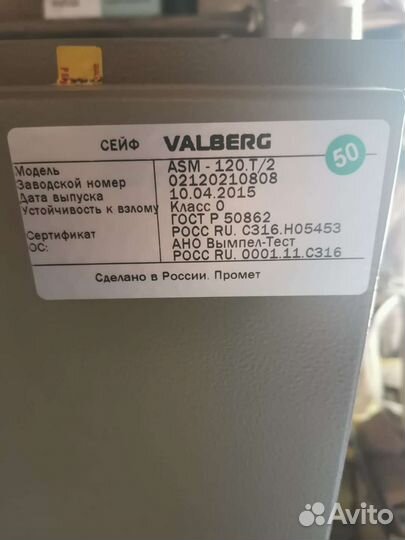 СЕЙФ VALBERG
50
Модель ASM - 120.T/2
Заводской номер 02120210808
Дата выпуска 10.04.2015
Устойчивость к взлому Класс 0
ГОСТ Р 50862
Сертификат РОСС RU. С316.Н05453
ОС: АНО Вымпел-Тест
РОСС RU. 0001.11.С316
Сделано в России. Промет
Avito